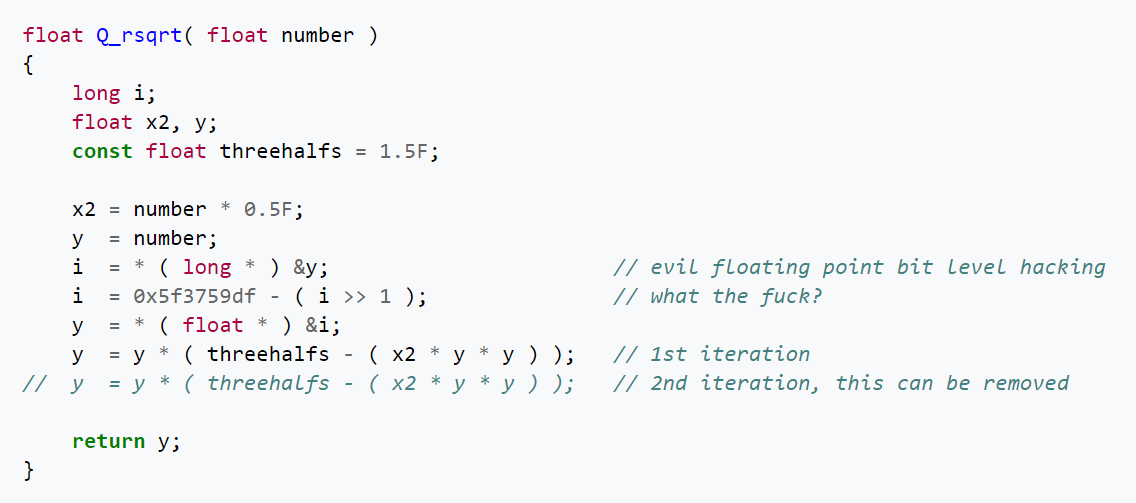 float Q_rsqrt( float number )
{
    long i;
    float x2, y;
    const float threehalfs = 1.5F;

    x2 = number * 0.5F;
    y  = number;
    i  = * ( long * ) &y;                       // evil floating point bit level hacking
    i  = 0x5f3759df - ( i >> 1 );               // what the fuck?
    y  = * ( float * ) &i;
    y  = y * ( threehalfs - ( x2 * y * y ) );   // 1st iteration
//  y  = y * ( threehalfs - ( x2 * y * y ) );   // 2nd iteration, this can be removed

    return y;
}